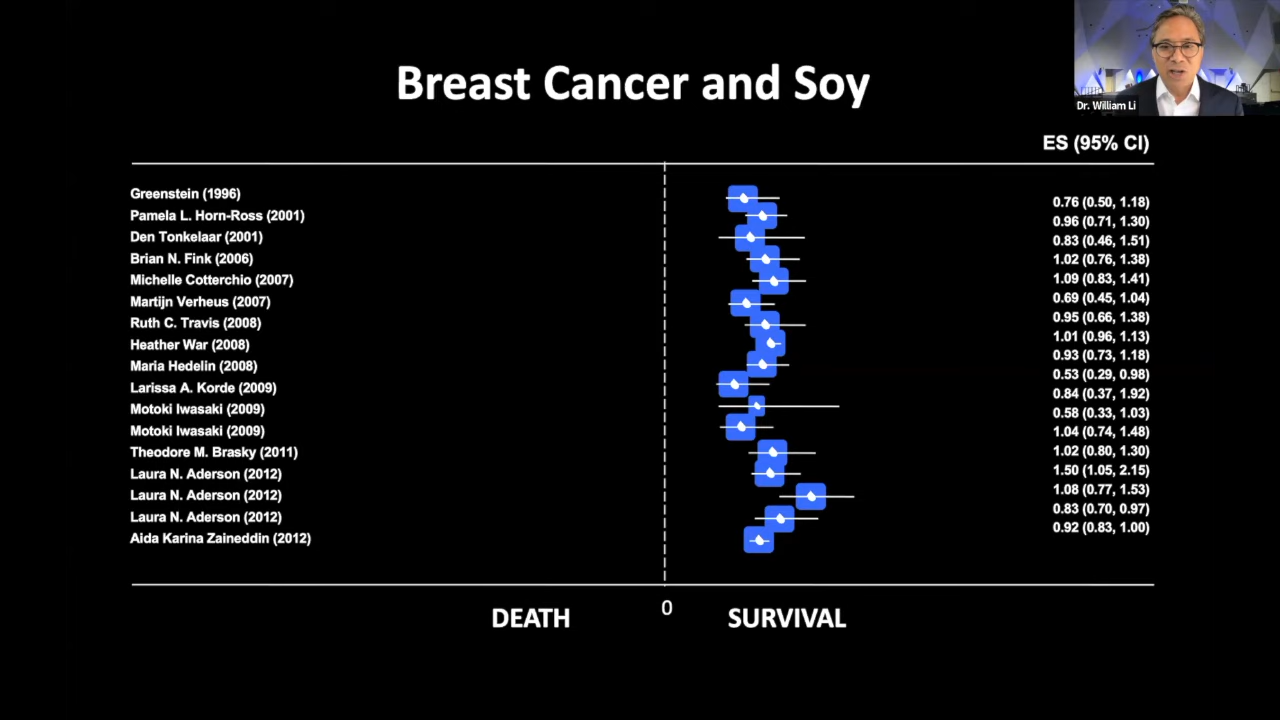 Breast Cancer and Soy
Dr. William Li
ES (95% CI)
Greenstein (1996)
Pamela L. Horn-Ross (2001)
Den Tonkelaar (2001)
Brian N. Fink (2006)
Michelle Cotterchio (2007)
Martijn Verheus (2007)
Ruth C. Travis (2008)
Heather War (2008)
Maria Hedelin (2008)
Larissa A. Korde (2009)
Motoki Iwasaki (2009)
Motoki Iwasaki (2009)
Theodore M. Brasky (2011)
Laura N. Aderson (2012)
Laura N. Aderson (2012)
Laura N. Aderson (2012)
Aida Karina Zaineddin (2012)
0.76 (0.50, 1.18)
0.96 (0.71, 1.30)
0.83 (0.46, 1.51)
1.02 (0.76, 1.38)
1.09 (0.83, 1.41)
0.69 (0.45, 1.04)
0.95 (0.66, 1.38)
1.01 (0.96, 1.13)
0.93 (0.73, 1.18)
0.53 (0.29, 0.98)
0.84 (0.37, 1.92)
0.58 (0.33, 1.03)
1.04 (0.74, 1.48)
1.02 (0.80, 1.30)
1.50 (1.05, 2.15)
1.08 (0.77, 1.53)
0.83 (0.70, 0.97)
0.92 (0.83, 1.00)
0
DEATH
SURVIVAL